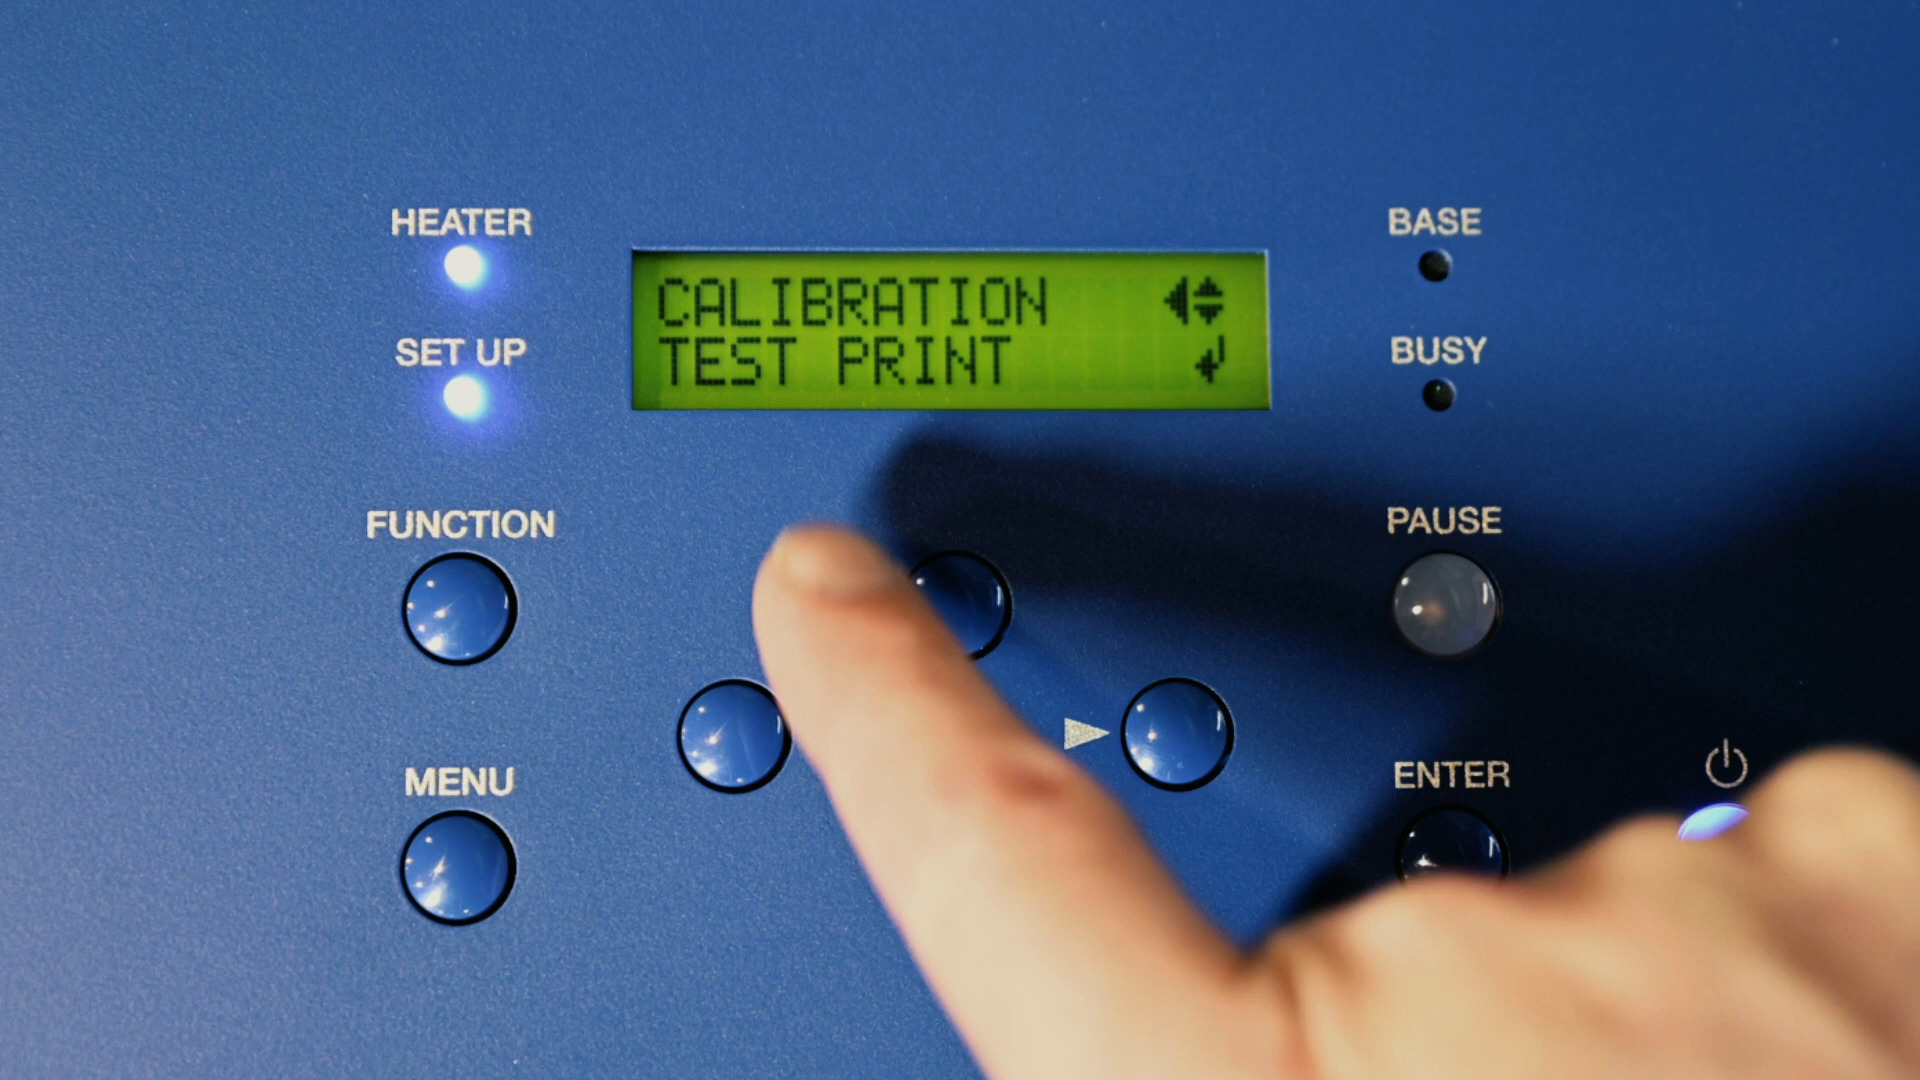 HEATER
SET UP
CALIBRATION
TEST PRINT
BASE
BUSY
FUNCTION
PAUSE
MENU
ENTER